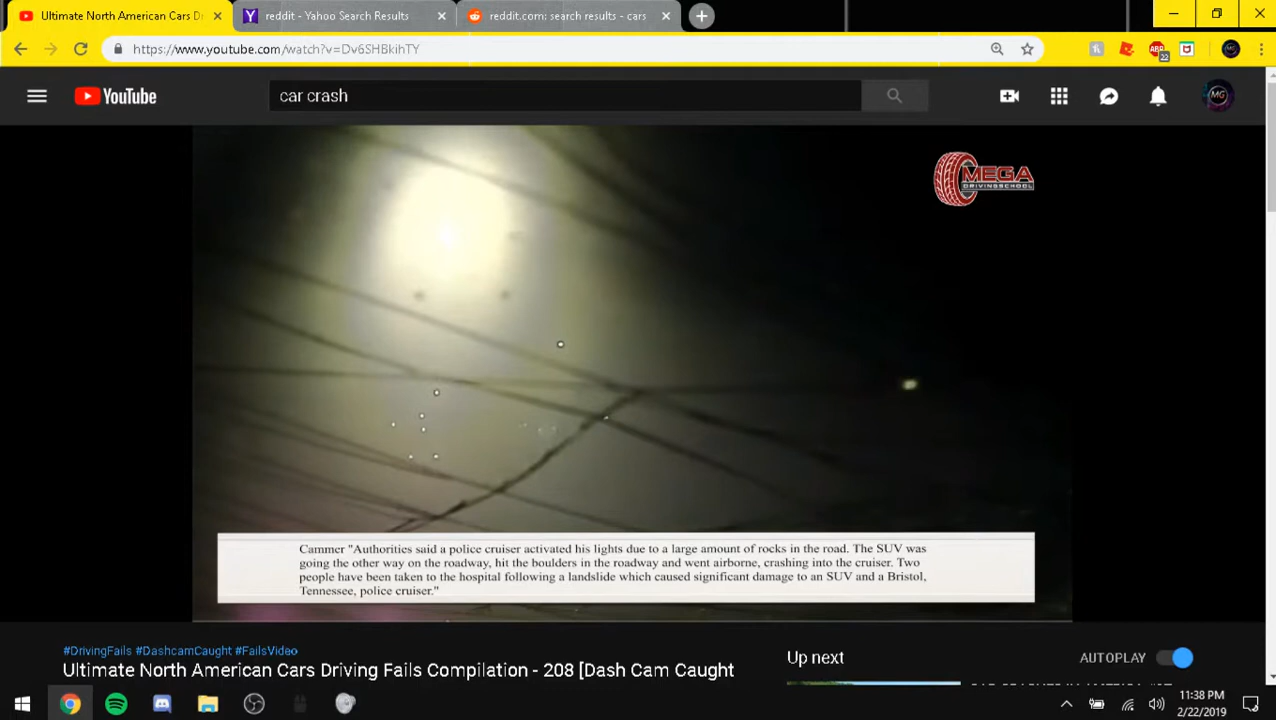 Ultimate North American Cars Dr
reddit - Yahoo Search Results
reddit.com: search results - cars
https://www.youtube.com/watch?v=Dv6SHBkihTY
ABP
22
YouTube
car crash
MG
MEGA
DRIVINGSCHOOL
Cammer "Authorities said a police cruiser activated his lights due to a large amount of rocks in the road. The SUV was
going the other way on the roadway, hit the boulders in the roadway and went airborne, crashing into the cruiser. Two
people have been taken to the hospital following a landslide which caused significant damage to an SUV and a Bristol,
Tennessee, police cruiser."
#DrivingFails #DashcamCaught #FailsVideo
Ultimate North American Cars Driving Fails Compilation - 208 [Dash Cam Caught
Up next
AUTOPLAY
11:38 PM
2/22/2019